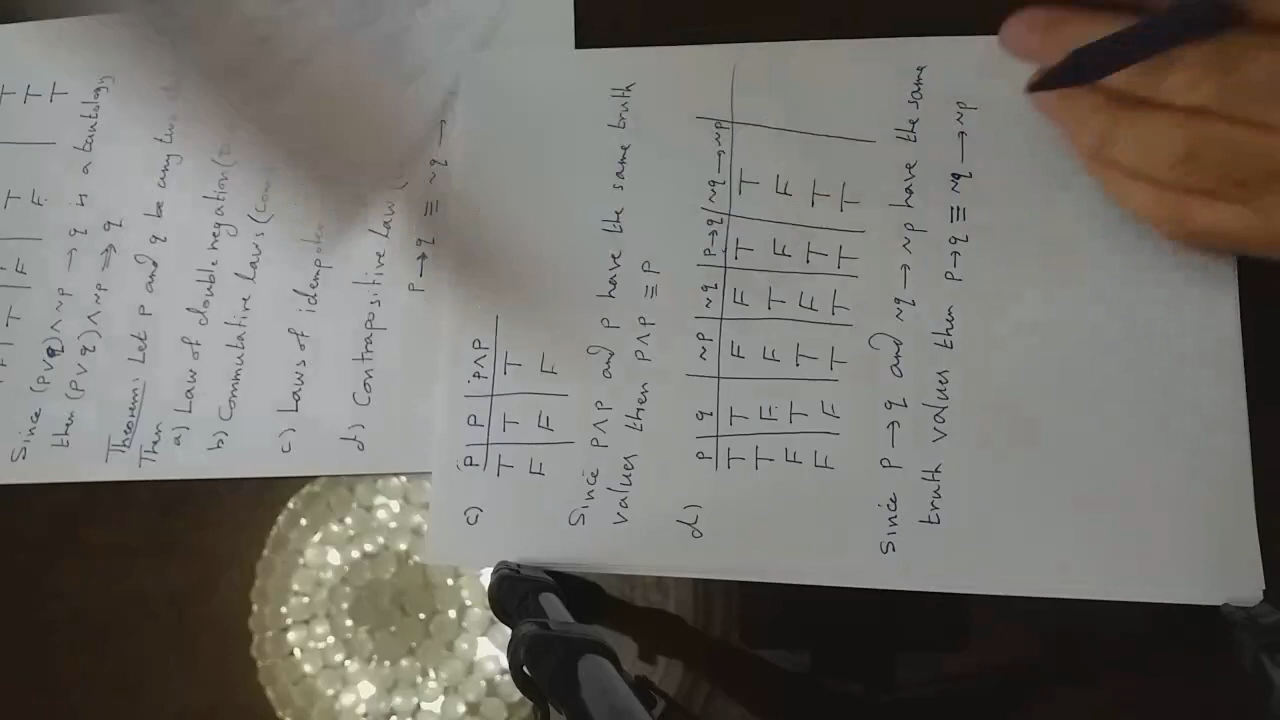 T
T
T
T
F
T
F
T
Since (p∨q)∧~p → q is a tautology
then (p∨q)∧~p ⇒ q
Theorem: Let p and q be any two
Then
a) Law of double negation
b) Commutative laws
c) Laws of
d) Contrapositive Law
p → q ≡ ~q →
c) p | p | p∧p
T | T | T
F | F | F
Since p∧p and p have the same truth
values then p∧p ≡ p
d) p | q | ~p | ~q | p→q | ~q→~p
T | T | F | F | T | T
T | F | F | T | F | F
F | T | T | F | T | T
F | F | T | T | T | T
Since p → q and ~q → ~p have the same
truth values then p → q ≡ ~q → ~p